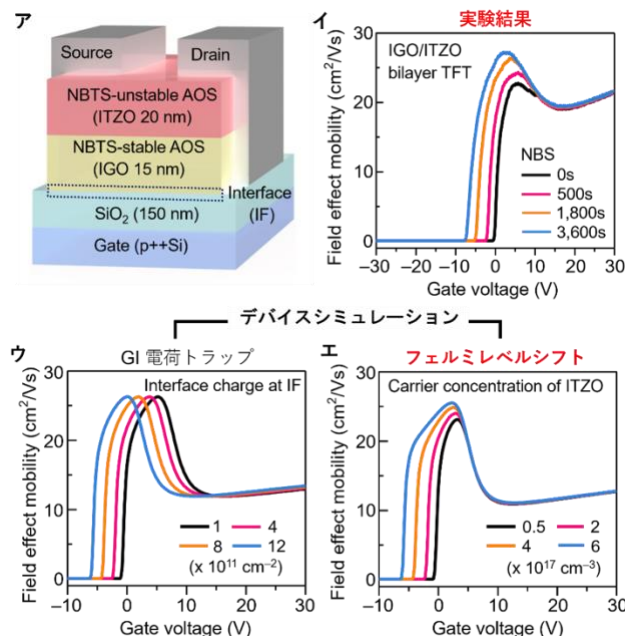 ア
Source
Drain
NBTS-unstable AOS
(ITZO 20 nm)
NBTS-stable AOS
(IGO 15 nm)
Interface
(IF)
SiO₂ (150 nm)
Gate (p++Si)
イ
実験結果
Field effect mobility (cm²/Vs)
40
30
20
10
0
IGO/ITZO
bilayer TFT
NBS
0s
500s
1,800s
3,600s
-30 -20 -10 0 10 20 30
Gate voltage (V)
デバイスシミュレーション
ウ
GI 電荷トラップ
Field effect mobility (cm²/Vs)
30
25
20
15
10
5
0
Interface charge at IF
1 4
8 12
(x 10¹¹ cm⁻²)
-10 0 10 20 30
Gate voltage (V)
エ
フェルミレベルシフト
Field effect mobility (cm²/Vs)
30
25
20
15
10
5
0
Carrier concentration of ITZO
0.5 2
4 6
(x 10¹⁷ cm⁻³)
-10 0 10 20 30
Gate voltage (V)